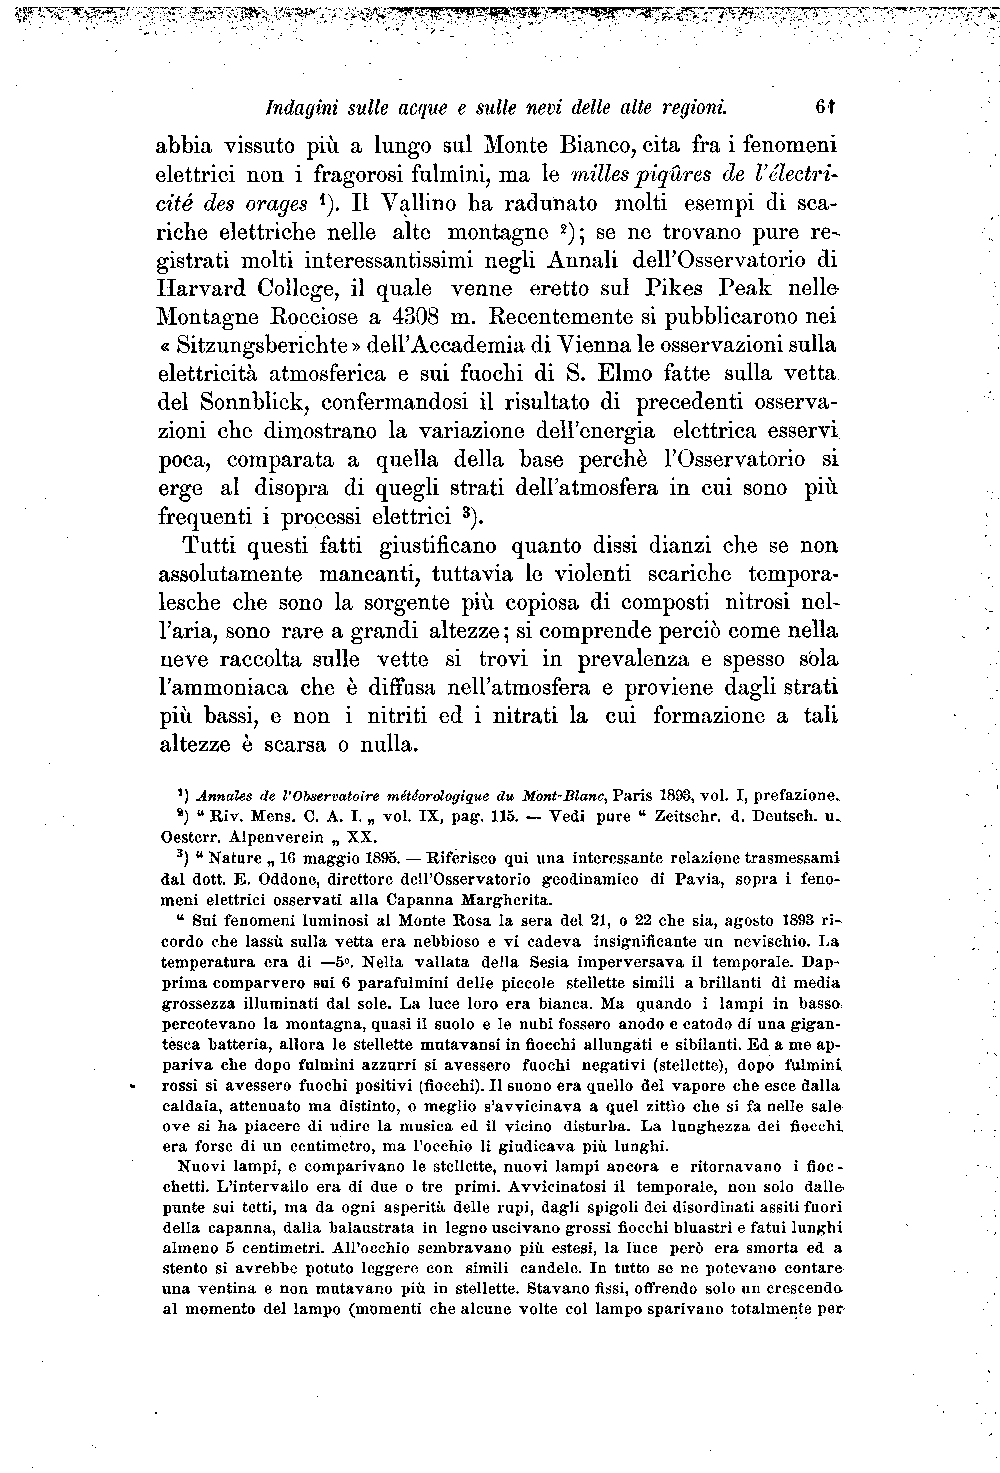 Indagini sulle acque e sulle nevi delle alte regioni. 61
abbia vissuto più a lungo sul Monte Bianco, cita fra i fenomeni
elettrici non i fragorosi fulmini, ma le milles piqûres de l'électri-
cité des orages ¹). Il Vallino ha radunato molti esempi di sca-
riche elettriche nelle alte montagne ²); se ne trovano pure re-
gistrati molti interessantissimi negli Annali dell'Osservatorio di
Harvard College, il quale venne eretto sul Pikes Peak nelle
Montagne Rocciose a 4308 m. Recentemente si pubblicarono nei
« Sitzungsberichte » dell'Accademia di Vienna le osservazioni sulla
elettricità atmosferica e sui fuochi di S. Elmo fatte sulla vetta
del Sonnblick, confermandosi il risultato di precedenti osserva-
zioni che dimostrano la variazione dell'energia elettrica esservi
poca, comparata a quella della base perchè l'Osservatorio si
erge al disopra di quegli strati dell'atmosfera in cui sono più
frequenti i processi elettrici ³).
Tutti questi fatti giustificano quanto dissi dianzi che se non
assolutamente mancanti, tuttavia le violenti scariche tempora-
lesche che sono la sorgente più copiosa di composti nitrosi nel-
l'aria, sono rare a grandi altezze; si comprende perciò come nella
neve raccolta sulle vette si trovi in prevalenza e spesso sola
l'ammoniaca che è diffusa nell'atmosfera e proviene dagli strati
più bassi, e non i nitriti ed i nitrati la cui formazione a tali
altezze è scarsa o nulla.
¹) Annales de l'Observatoire météorologique du Mont-Blanc, Paris 1893, vol. I, prefazione.
²) “ Riv. Mens. C. A. I. „ vol. IX, pag. 115. — Vedi pure “ Zeitschr. d. Deutsch. u.
Oesterr. Alpenverein „ XX.
³) “ Nature „ 16 maggio 1895. — Riferisco qui una interessante relazione trasmessami
dal dott. E. Oddone, direttore dell'Osservatorio geodinamico di Pavia, sopra i feno-
meni elettrici osservati alla Capanna Margherita.
“ Sui fenomeni luminosi al Monte Rosa la sera del 21, o 22 che sia, agosto 1893 ri-
cordo che lassù sulla vetta era nebbioso e vi cadeva insignificante un nevischio. La
temperatura era di —5°. Nella vallata della Sesia imperversava il temporale. Dap-
prima comparvero sui 6 parafulmini delle piccole stellette simili a brillanti di media
grossezza illuminati dal sole. La luce loro era bianca. Ma quando i lampi in basso
percotevano la montagna, quasi il suolo e le nubi fossero anodo e catodo di una gigan-
tesca batteria, allora le stellette mutavansi in fiocchi allungati e sibilanti. Ed a me ap-
pariva che dopo fulmini azzurri si avessero fuochi negativi (stellette), dopo fulmini
rossi si avessero fuochi positivi (fiocchi). Il suono era quello del vapore che esce dalla
caldaia, attenuato ma distinto, o meglio s'avvicinava a quel zittio che si fa nelle sale
ove si ha piacere di udire la musica ed il vicino disturba. La lunghezza dei fiocchi
era forse di un centimetro, ma l'occhio li giudicava più lunghi.
Nuovi lampi, e comparivano le stellette, nuovi lampi ancora e ritornavano i fioc-
chetti. L'intervallo era di due o tre primi. Avvicinatosi il temporale, non solo dalle
punte sui tetti, ma da ogni asperità delle rupi, dagli spigoli dei disordinati assiti fuori
della capanna, dalla balaustrata in legno uscivano grossi fiocchi bluastri e fatui lunghi
almeno 5 centimetri. All'occhio sembravano più estesi, la luce però era smorta ed a
stento si avrebbe potuto leggere con simili candele. In tutto se ne potevano contare
una ventina e non mutavano più in stellette. Stavano fissi, offrendo solo un crescendo
al momento del lampo (momenti che alcune volte col lampo sparivano totalmente per